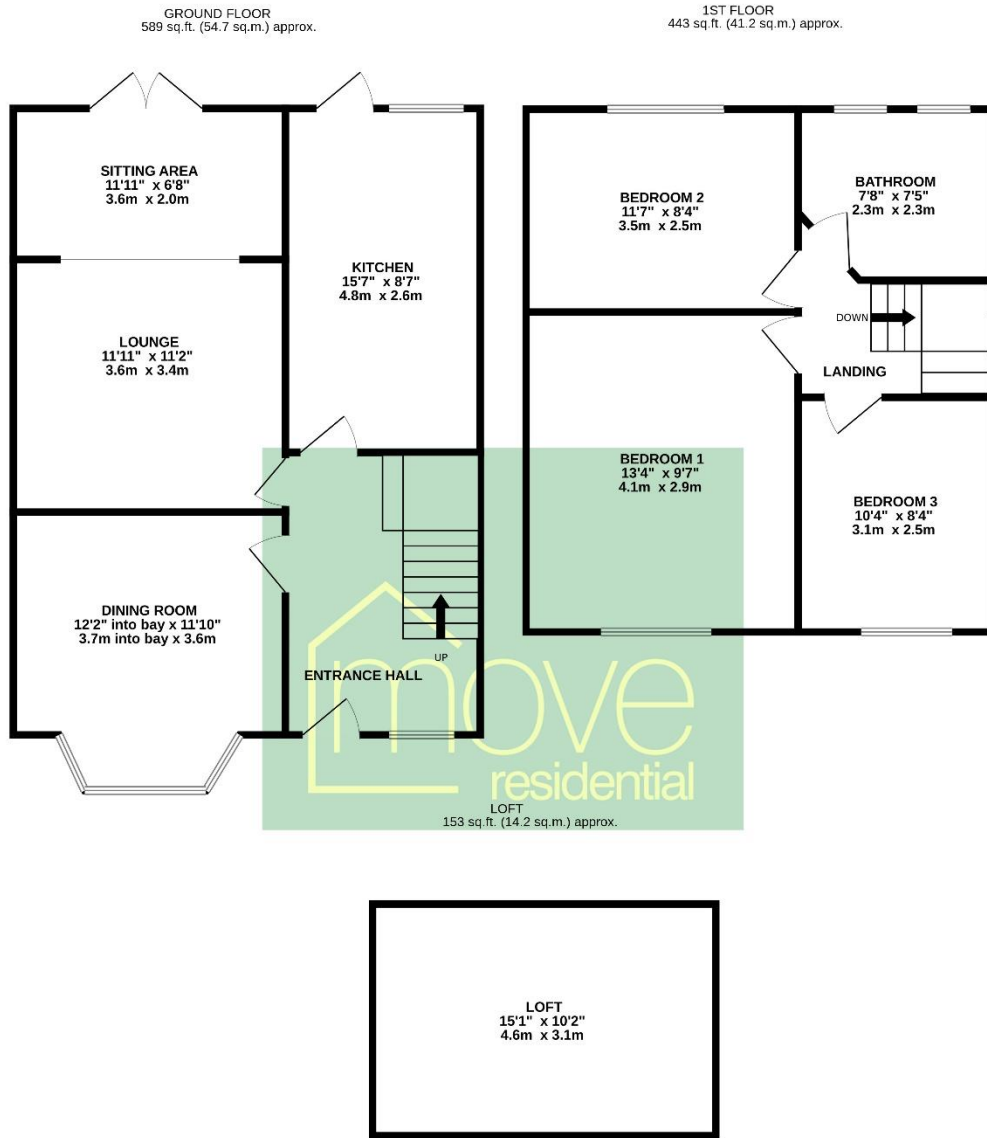 GROUND FLOOR
589 sq.ft. (54.7 sq.m.) approx.
1ST FLOOR
443 sq.ft. (41.2 sq.m.) approx.
SITTING AREA
11'11" x 6'8"
3.6m x 2.0m
KITCHEN
15'7" x 8'7"
4.8m x 2.6m
LOUNGE
11'11" x 11'2"
3.6m x 3.4m
DINING ROOM
12'2" into bay x 11'10"
3.7m into bay x 3.6m
UP
ENTRANCE HALL
BEDROOM 2
11'7" x 8'4"
3.5m x 2.5m
BATHROOM
7'8" x 7'5"
2.3m x 2.3m
DOWN
LANDING
BEDROOM 1
13'4" x 9'7"
4.1m x 2.9m
BEDROOM 3
10'4" x 8'4"
3.1m x 2.5m
move
residential
LOFT
153 sq.ft. (14.2 sq.m.) approx.
LOFT
15'1" x 10'2"
4.6m x 3.1m